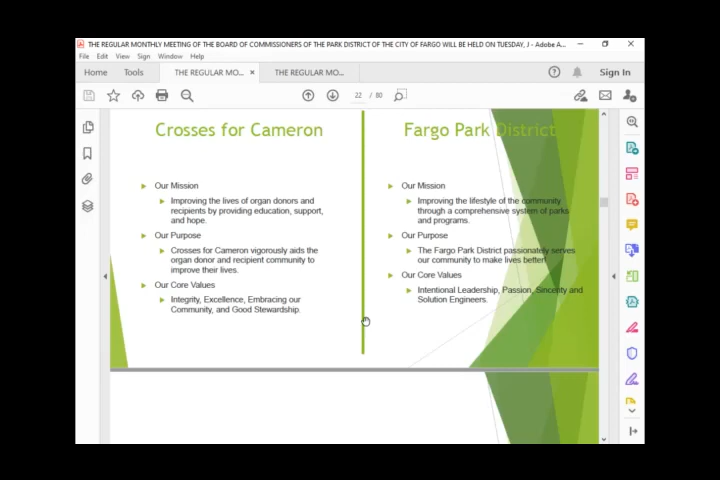 THE REGULAR MONTHLY MEETING OF THE BOARD OF COMMISSIONERS OF THE PARK DISTRICT OF THE CITY OF FARGO WILL BE HELD ON TUESDAY, J - Adobe A...
File Edit View Sign Window Help
Home Tools THE REGULAR MO... × THE REGULAR MO... Sign In
22 / 80
Crosses for Cameron
Our Mission
Improving the lives of organ donors and
recipients by providing education, support,
and hope.
Our Purpose
Crosses for Cameron vigorously aids the
organ donor and recipient community to
improve their lives.
Our Core Values
Integrity, Excellence, Embracing our
Community, and Good Stewardship.
Fargo Park District
Our Mission
Improving the lifestyle of the community
through a comprehensive system of parks
and programs.
Our Purpose
The Fargo Park District passionately serves
our community to make lives better!
Our Core Values
Intentional Leadership, Passion, Sincerity and
Solution Engineers.